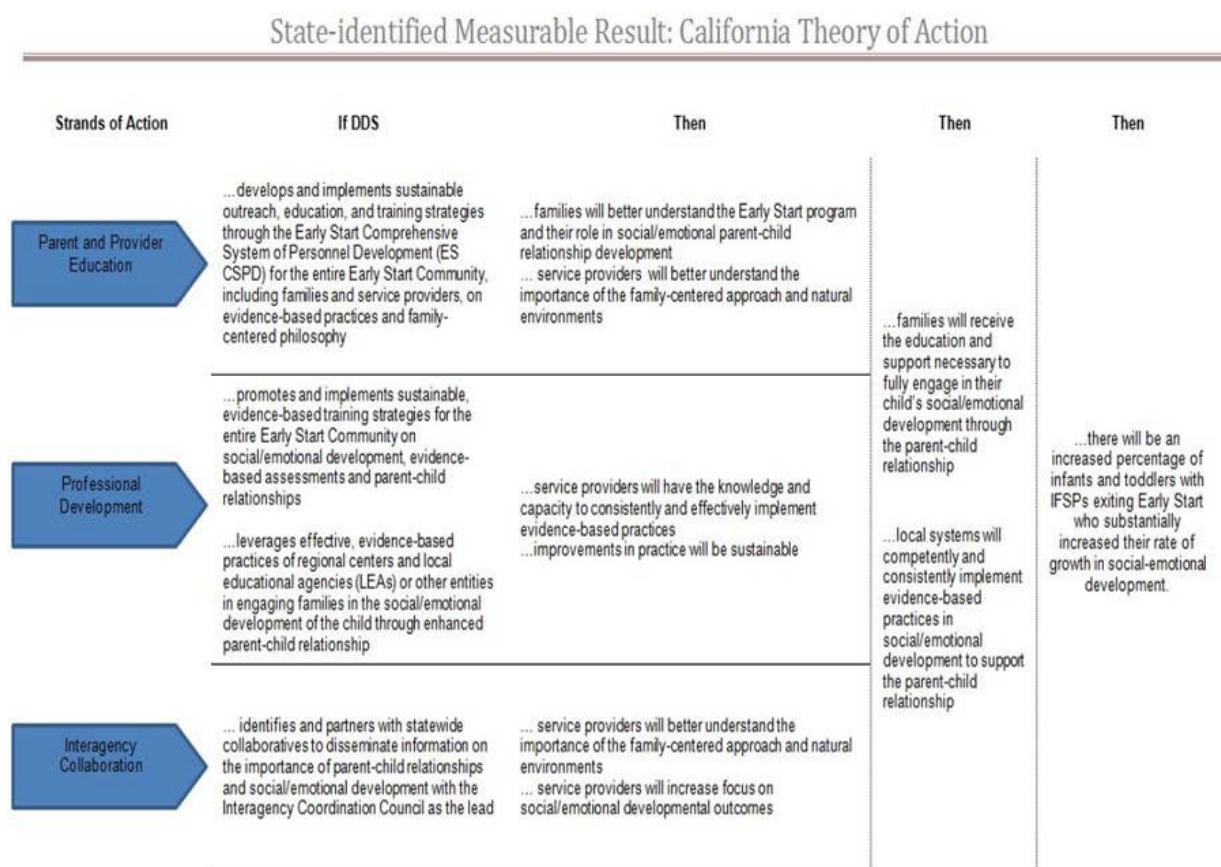 State-identified Measurable Result: California Theory of Action
Strands of Action
If DDS
Then
Then
Then
Parent and Provider
Education
…develops and implements sustainable
outreach, education, and training strategies
through the Early Start Comprehensive
System of Personnel Development (ES
CSPD) for the entire Early Start Community,
including families and service providers, on
evidence-based practices and family-
centered philosophy
…families will better understand the Early Start program
and their role in social/emotional parent-child
relationship development
… service providers will better understand the
importance of the family-centered approach and natural
environments
Professional
Development
…promotes and implements sustainable,
evidence-based training strategies for the
entire Early Start Community on
social/emotional development, evidence-
based assessments and parent-child
relationships
…leverages effective, evidence-based
practices of regional centers and local
educational agencies (LEAs) or other entities
in engaging families in the social/emotional
development of the child through enhanced
parent-child relationship
…service providers will have the knowledge and
capacity to consistently and effectively implement
evidence-based practices
…improvements in practice will be sustainable
Interagency
Collaboration
… identifies and partners with statewide
collaboratives to disseminate information on
the importance of parent-child relationships
and social/emotional development with the
Interagency Coordination Council as the lead
… service providers will better understand the
importance of the family-centered approach and natural
environments
… service providers will increase focus on
social/emotional developmental outcomes
…families will receive
the education and
support necessary to
fully engage in their
child's social/emotional
development through
the parent-child
relationship
…local systems will
competently and
consistently implement
evidence-based
practices in
social/emotional
development to support
the parent-child
relationship
…there will be an
increased percentage of
infants and toddlers with
IFSPs exiting Early Start
who substantially
increased their rate of
growth in social-emotional
development.